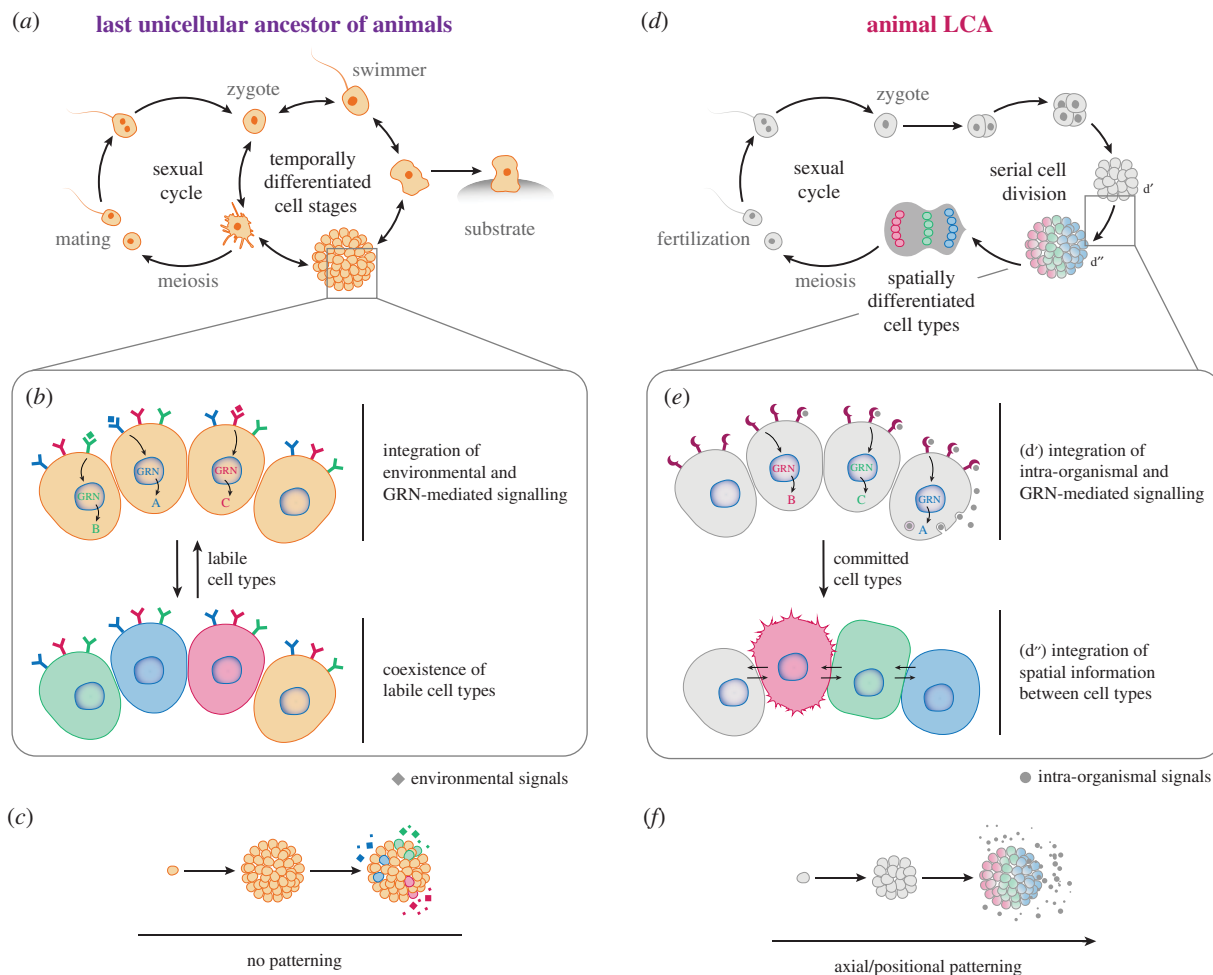 (a)
last unicellular ancestor of animals
swimmer
zygote
sexual
cycle
temporally
differentiated
cell stages
mating
meiosis
substrate
(b)
GRN
GRN
GRN
B
A
C
integration of
environmental and
GRN-mediated signalling
labile
cell types
coexistence of
labile cell types
environmental signals
(c)
no patterning
(d)
animal LCA
zygote
sexual
cycle
serial cell
division
d′
d″
fertilization
meiosis
spatially
differentiated
cell types
(e)
GRN
GRN
GRN
B
C
A
(d′) integration of
intra-organismal and
GRN-mediated signalling
committed
cell types
(d″) integration of
spatial information
between cell types
intra-organismal signals
(f)
axial/positional patterning